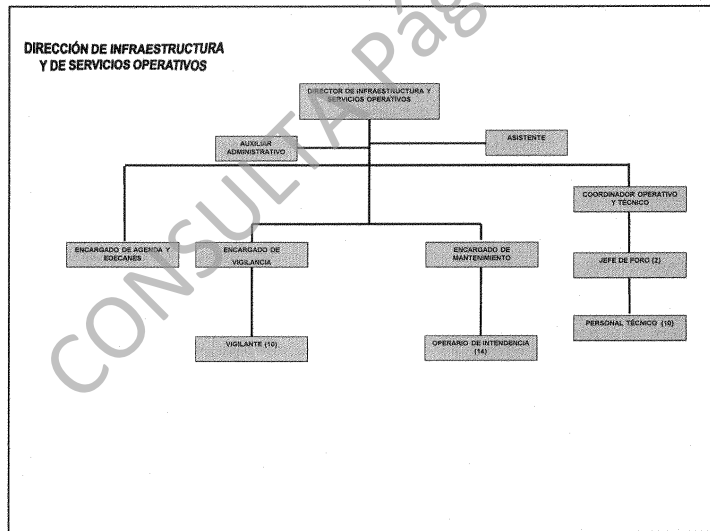 DIRECCIÓN DE INFRAESTRUCTURA
Y DE SERVICIOS OPERATIVOS
DIRECTOR DE INFRAESTRUCTURA Y
SERVICIOS OPERATIVOS
AUXILIAR
ADMINISTRATIVO
ASISTENTE
COORDINADOR OPERATIVO
Y TÉCNICO
ENCARGADO DE AGENDA Y
EDECANES
ENCARGADO DE
VIGILANCIA
ENCARGADO DE
MANTENIMIENTO
JEFE DE FORO (2)
PERSONAL TÉCNICO (10)
VIGILANTE (10)
OPERARIO DE INTENDENCIA
(14)
CONSULTA Pág